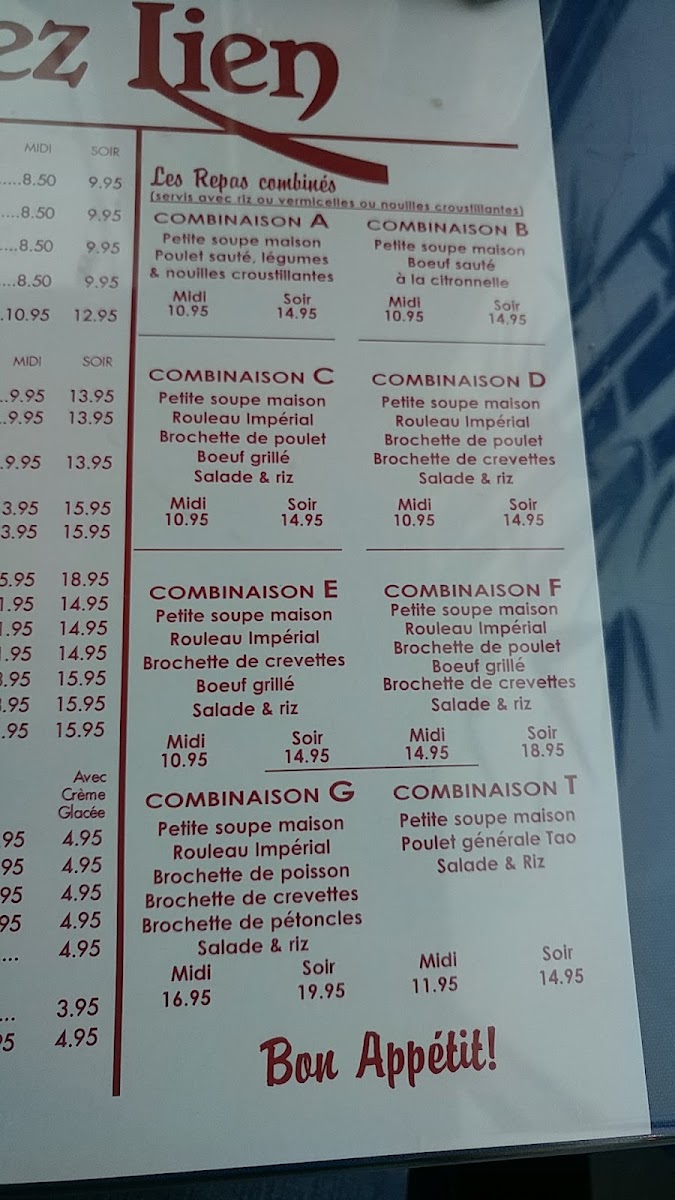 ez Lien
MIDI SOIR
.....8.50 9.95
....8.50 9.95
....8.50 9.95
....8.50 9.95
.10.95 12.95
MIDI SOIR
..9.95 13.95
..9.95 13.95
.9.95 13.95
3.95 15.95
3.95 15.95
5.95 18.95
1.95 14.95
1.95 14.95
1.95 14.95
3.95 15.95
.95 15.95
.95 15.95
Avec
Crème
Glacée
95 4.95
95 4.95
95 4.95
95 4.95
... 4.95
... 3.95
95 4.95
Les Repas combinés
(servis avec riz ou vermicelles ou nouilles croustillantes)
COMBINAISON A
Petite soupe maison
Poulet sauté, légumes
& nouilles croustillantes
Midi Soir
10.95 14.95
COMBINAISON B
Petite soupe maison
Boeuf sauté
à la citronnelle
Midi Soir
10.95 14.95
COMBINAISON C
Petite soupe maison
Rouleau Impérial
Brochette de poulet
Boeuf grillé
Salade & riz
Midi Soir
10.95 14.95
COMBINAISON D
Petite soupe maison
Rouleau Impérial
Brochette de poulet
Brochette de crevettes
Salade & riz
Midi Soir
10.95 14.95
COMBINAISON E
Petite soupe maison
Rouleau Impérial
Brochette de crevettes
Boeuf grillé
Salade & riz
Midi Soir
10.95 14.95
COMBINAISON F
Petite soupe maison
Rouleau Impérial
Brochette de poulet
Boeuf grillé
Brochette de crevettes
Salade & riz
Midi Soir
14.95 18.95
COMBINAISON G
Petite soupe maison
Rouleau Impérial
Brochette de poisson
Brochette de crevettes
Brochette de pétoncles
Salade & riz
Midi Soir
16.95 19.95
COMBINAISON T
Petite soupe maison
Poulet générale Tao
Salade & Riz
Midi Soir
11.95 14.95
Bon Appétit!